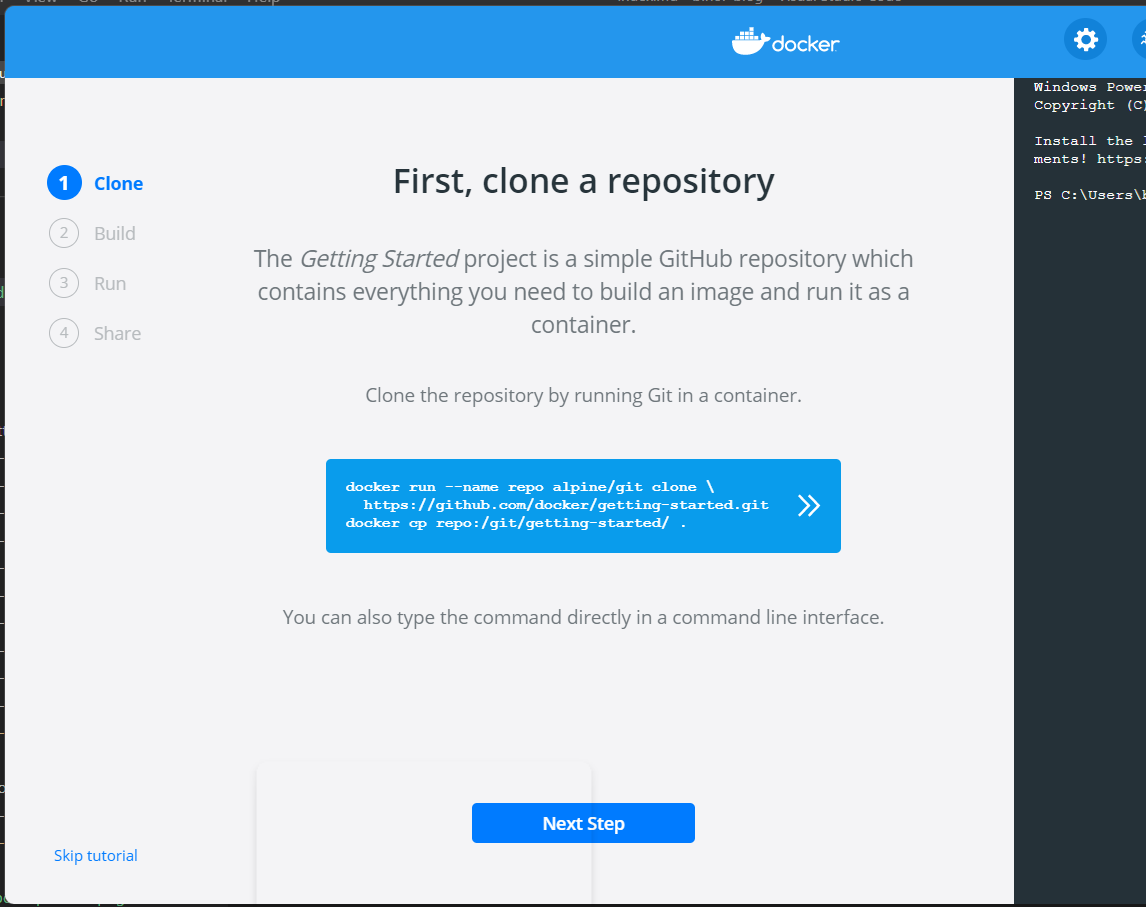 docker
Windows Power
Copyright (C)
Install the l
ments! https:
PS C:\Users\
1 Clone
2 Build
3 Run
4 Share
First, clone a repository
The Getting Started project is a simple GitHub repository which
contains everything you need to build an image and run it as a
container.
Clone the repository by running Git in a container.
docker run --name repo alpine/git clone \
https://github.com/docker/getting-started.git
docker cp repo:/git/getting-started/ .
You can also type the command directly in a command line interface.
Next Step
Skip tutorial